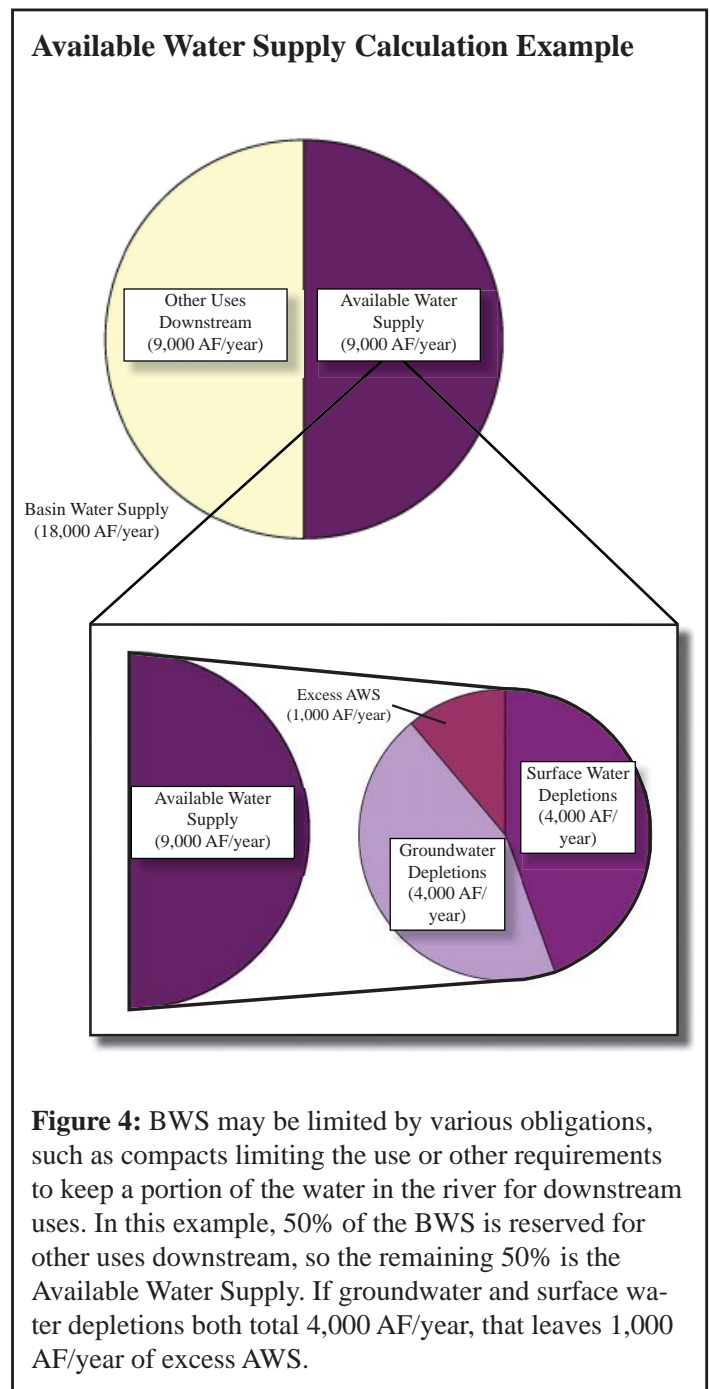 Available Water Supply Calculation Example
Other Uses
Downstream
(9,000 AF/year)
Available Water
Supply
(9,000 AF/year)
Basin Water Supply
(18,000 AF/year)
Excess AWS
(1,000 AF/year)
Available Water
Supply
(9,000 AF/year)
Surface Water
Depletions
(4,000 AF/
year)
Groundwater
Depletions
(4,000 AF/
year)
Figure 4: BWS may be limited by various obligations,
such as compacts limiting the use or other requirements
to keep a portion of the water in the river for downstream
uses. In this example, 50% of the BWS is reserved for
other uses downstream, so the remaining 50% is the
Available Water Supply. If groundwater and surface wa-
ter depletions both total 4,000 AF/year, that leaves 1,000
AF/year of excess AWS.